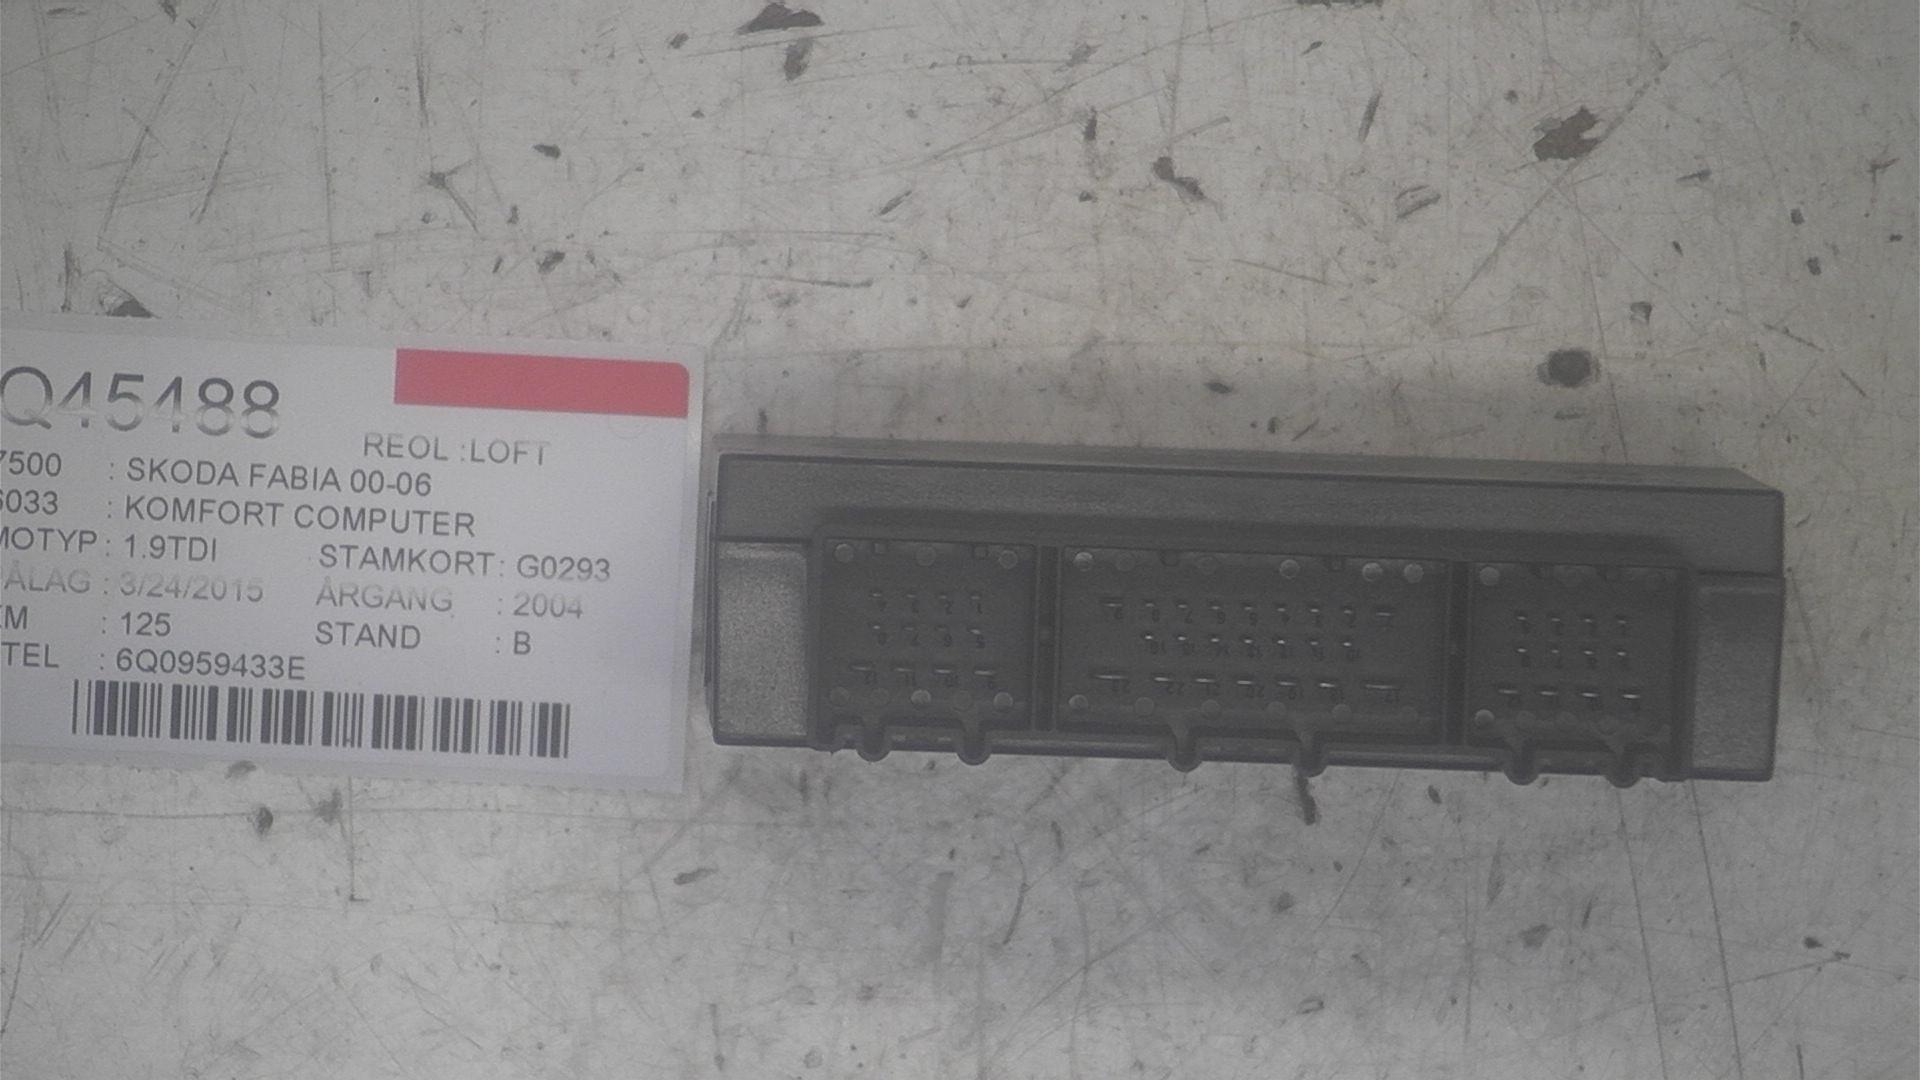 Q45488
REOL :LOFT
7500 : SKODA FABIA 00-06
6033 : KOMFORT COMPUTER
MOTYP : 1.9TDI STAMKORT : G0293
PÅLAG : 3/24/2015 ÅRGANG : 2004
KM : 125 STAND : B
TEL : 6Q0959433E